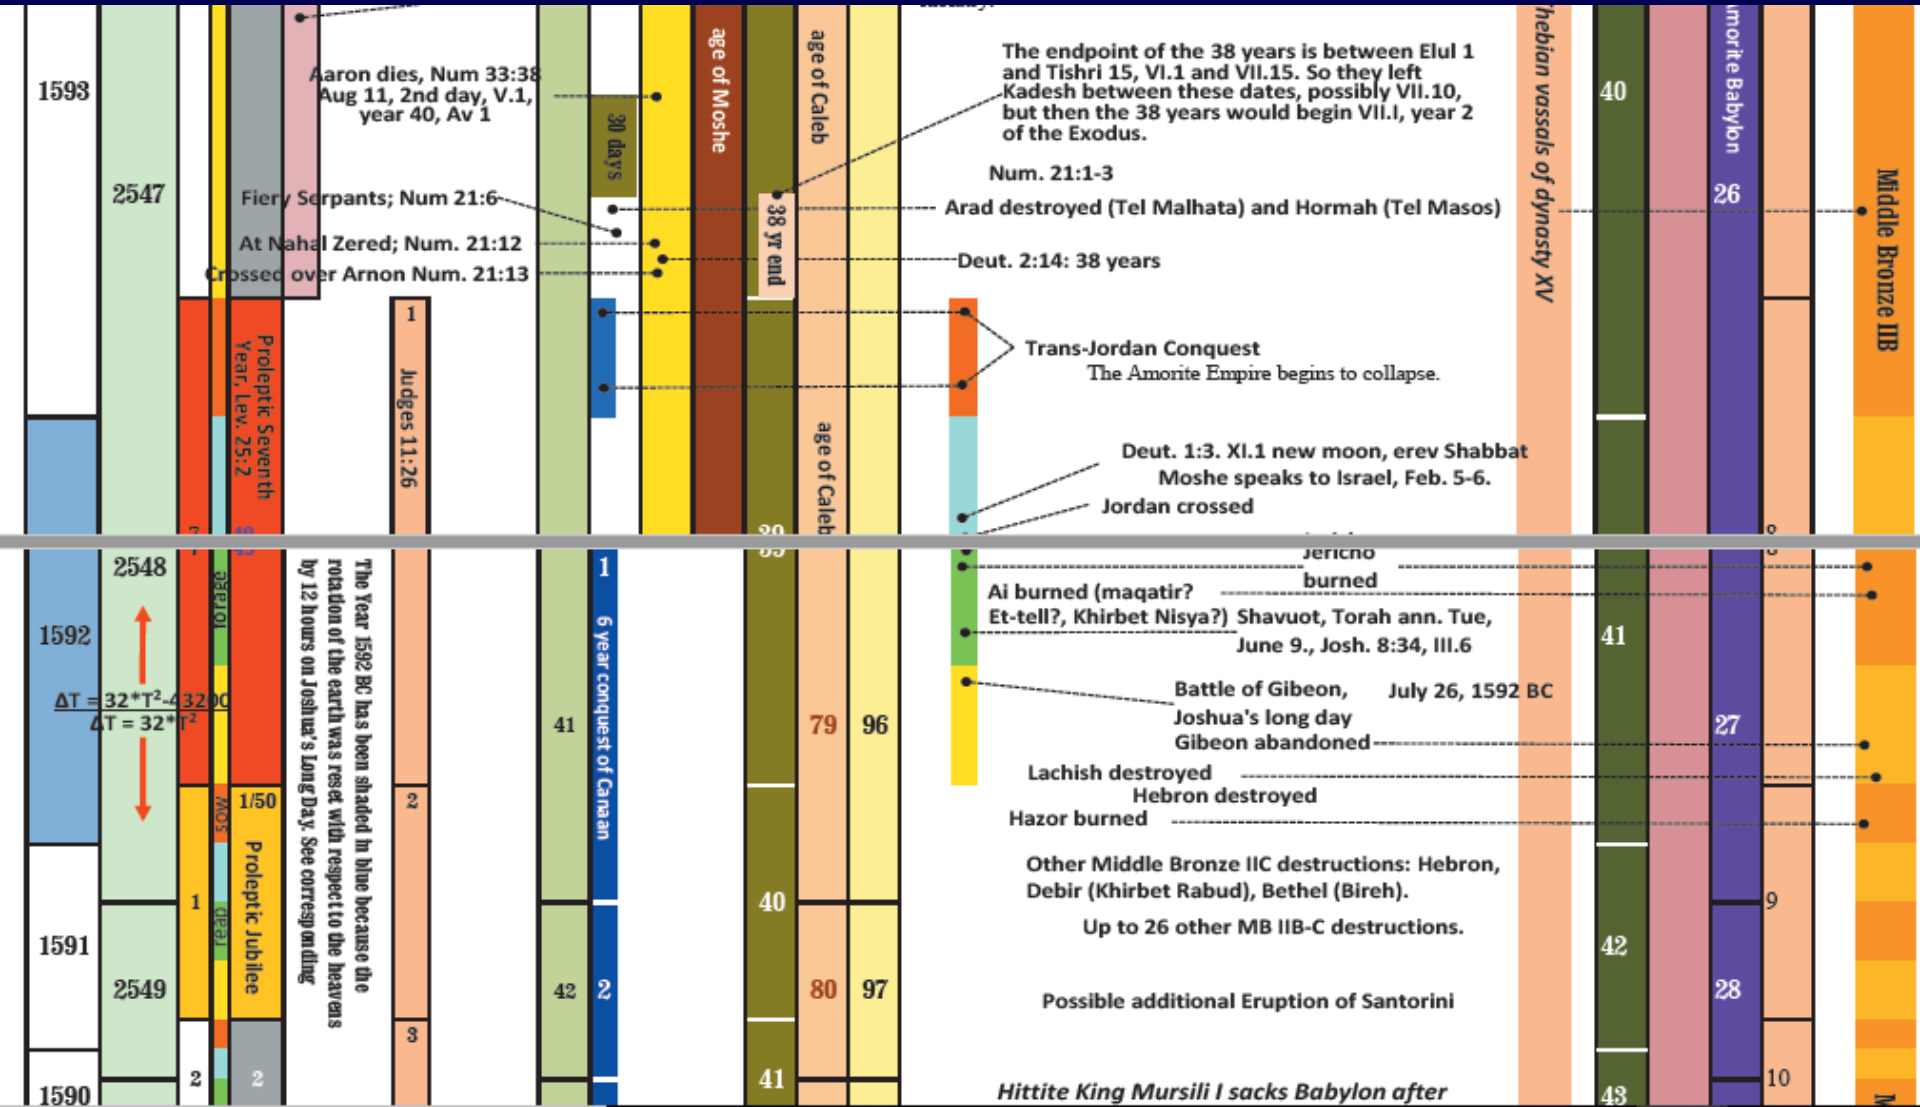 1593
2547
Aaron dies, Num 33:38
Aug 11, 2nd day, V.1,
year 40, Av 1
30 days
age of Moshe
age of Caleb
The endpoint of the 38 years is between Elul 1
and Tishri 15, VI.1 and VII.15. So they left
Kadesh between these dates, possibly VII.10,
but then the 38 years would begin VII.I, year 2
of the Exodus.
Num. 21:1-3
Fiery Serpants; Num 21:6
Arad destroyed (Tel Malhata) and Hormah (Tel Masos)
At Nahal Zered; Num. 21:12
38 yr end
Deut. 2:14: 38 years
Crossed over Arnon Num. 21:13
hebian vassals of dynasty XV
40
morite Babylon
26
Middle Bronze IIB
Proleptic Seventh
Year, Lev. 25:2
1
Judges 11:26
Trans-Jordan Conquest
The Amorite Empire begins to collapse.
age of Caleb
Deut. 1:3. XI.1 new moon, erev Shabbat
Moshe speaks to Israel, Feb. 5-6.
Jordan crossed
39
8
1592
2548
ΔT = 32*T²-43200
ΔT = 32*T²
forage
The Year 1592 BC has been shaded in blue because the
rotation of the earth was reset with respect to the heavens
by 12 hours on Joshua's Long Day. See corresponding
41
1
6 year conquest of Canaan
79
96
Jericho
burned
Ai burned (maqatir?
Et-tell?, Khirbet Nisya?)
Shavuot, Torah ann. Tue,
June 9., Josh. 8:34, III.6
41
Battle of Gibeon,
July 26, 1592 BC
Joshua's long day
Gibeon abandoned
27
Lachish destroyed
Hebron destroyed
Hazor burned
sow
1/50
Proleptic Jubilee
2
Other Middle Bronze IIC destructions: Hebron,
Debir (Khirbet Rabud), Bethel (Bireh).
Up to 26 other MB IIB-C destructions.
1
40
9
1591
read
42
2549
42
2
80
97
28
Possible additional Eruption of Santorini
3
1590
2
2
41
43
10
Hittite King Mursili I sacks Babylon after
M